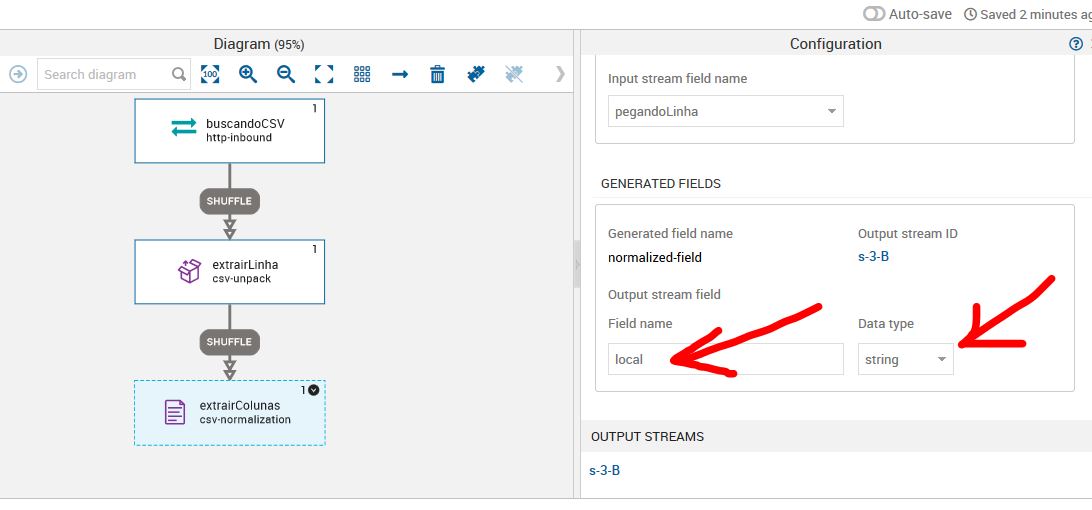 Auto-save Saved 2 minutes ag
Diagram (95%)
Search diagram
100
1
buscandoCSV
http-inbound
SHUFFLE
1
extrairLinha
csv-unpack
SHUFFLE
1
extrairColunas
csv-normalization
Configuration
?
Input stream field name
pegandoLinha
GENERATED FIELDS
Generated field name Output stream ID
normalized-field s-3-B
Output stream field
Field name Data type
local string
OUTPUT STREAMS
s-3-B